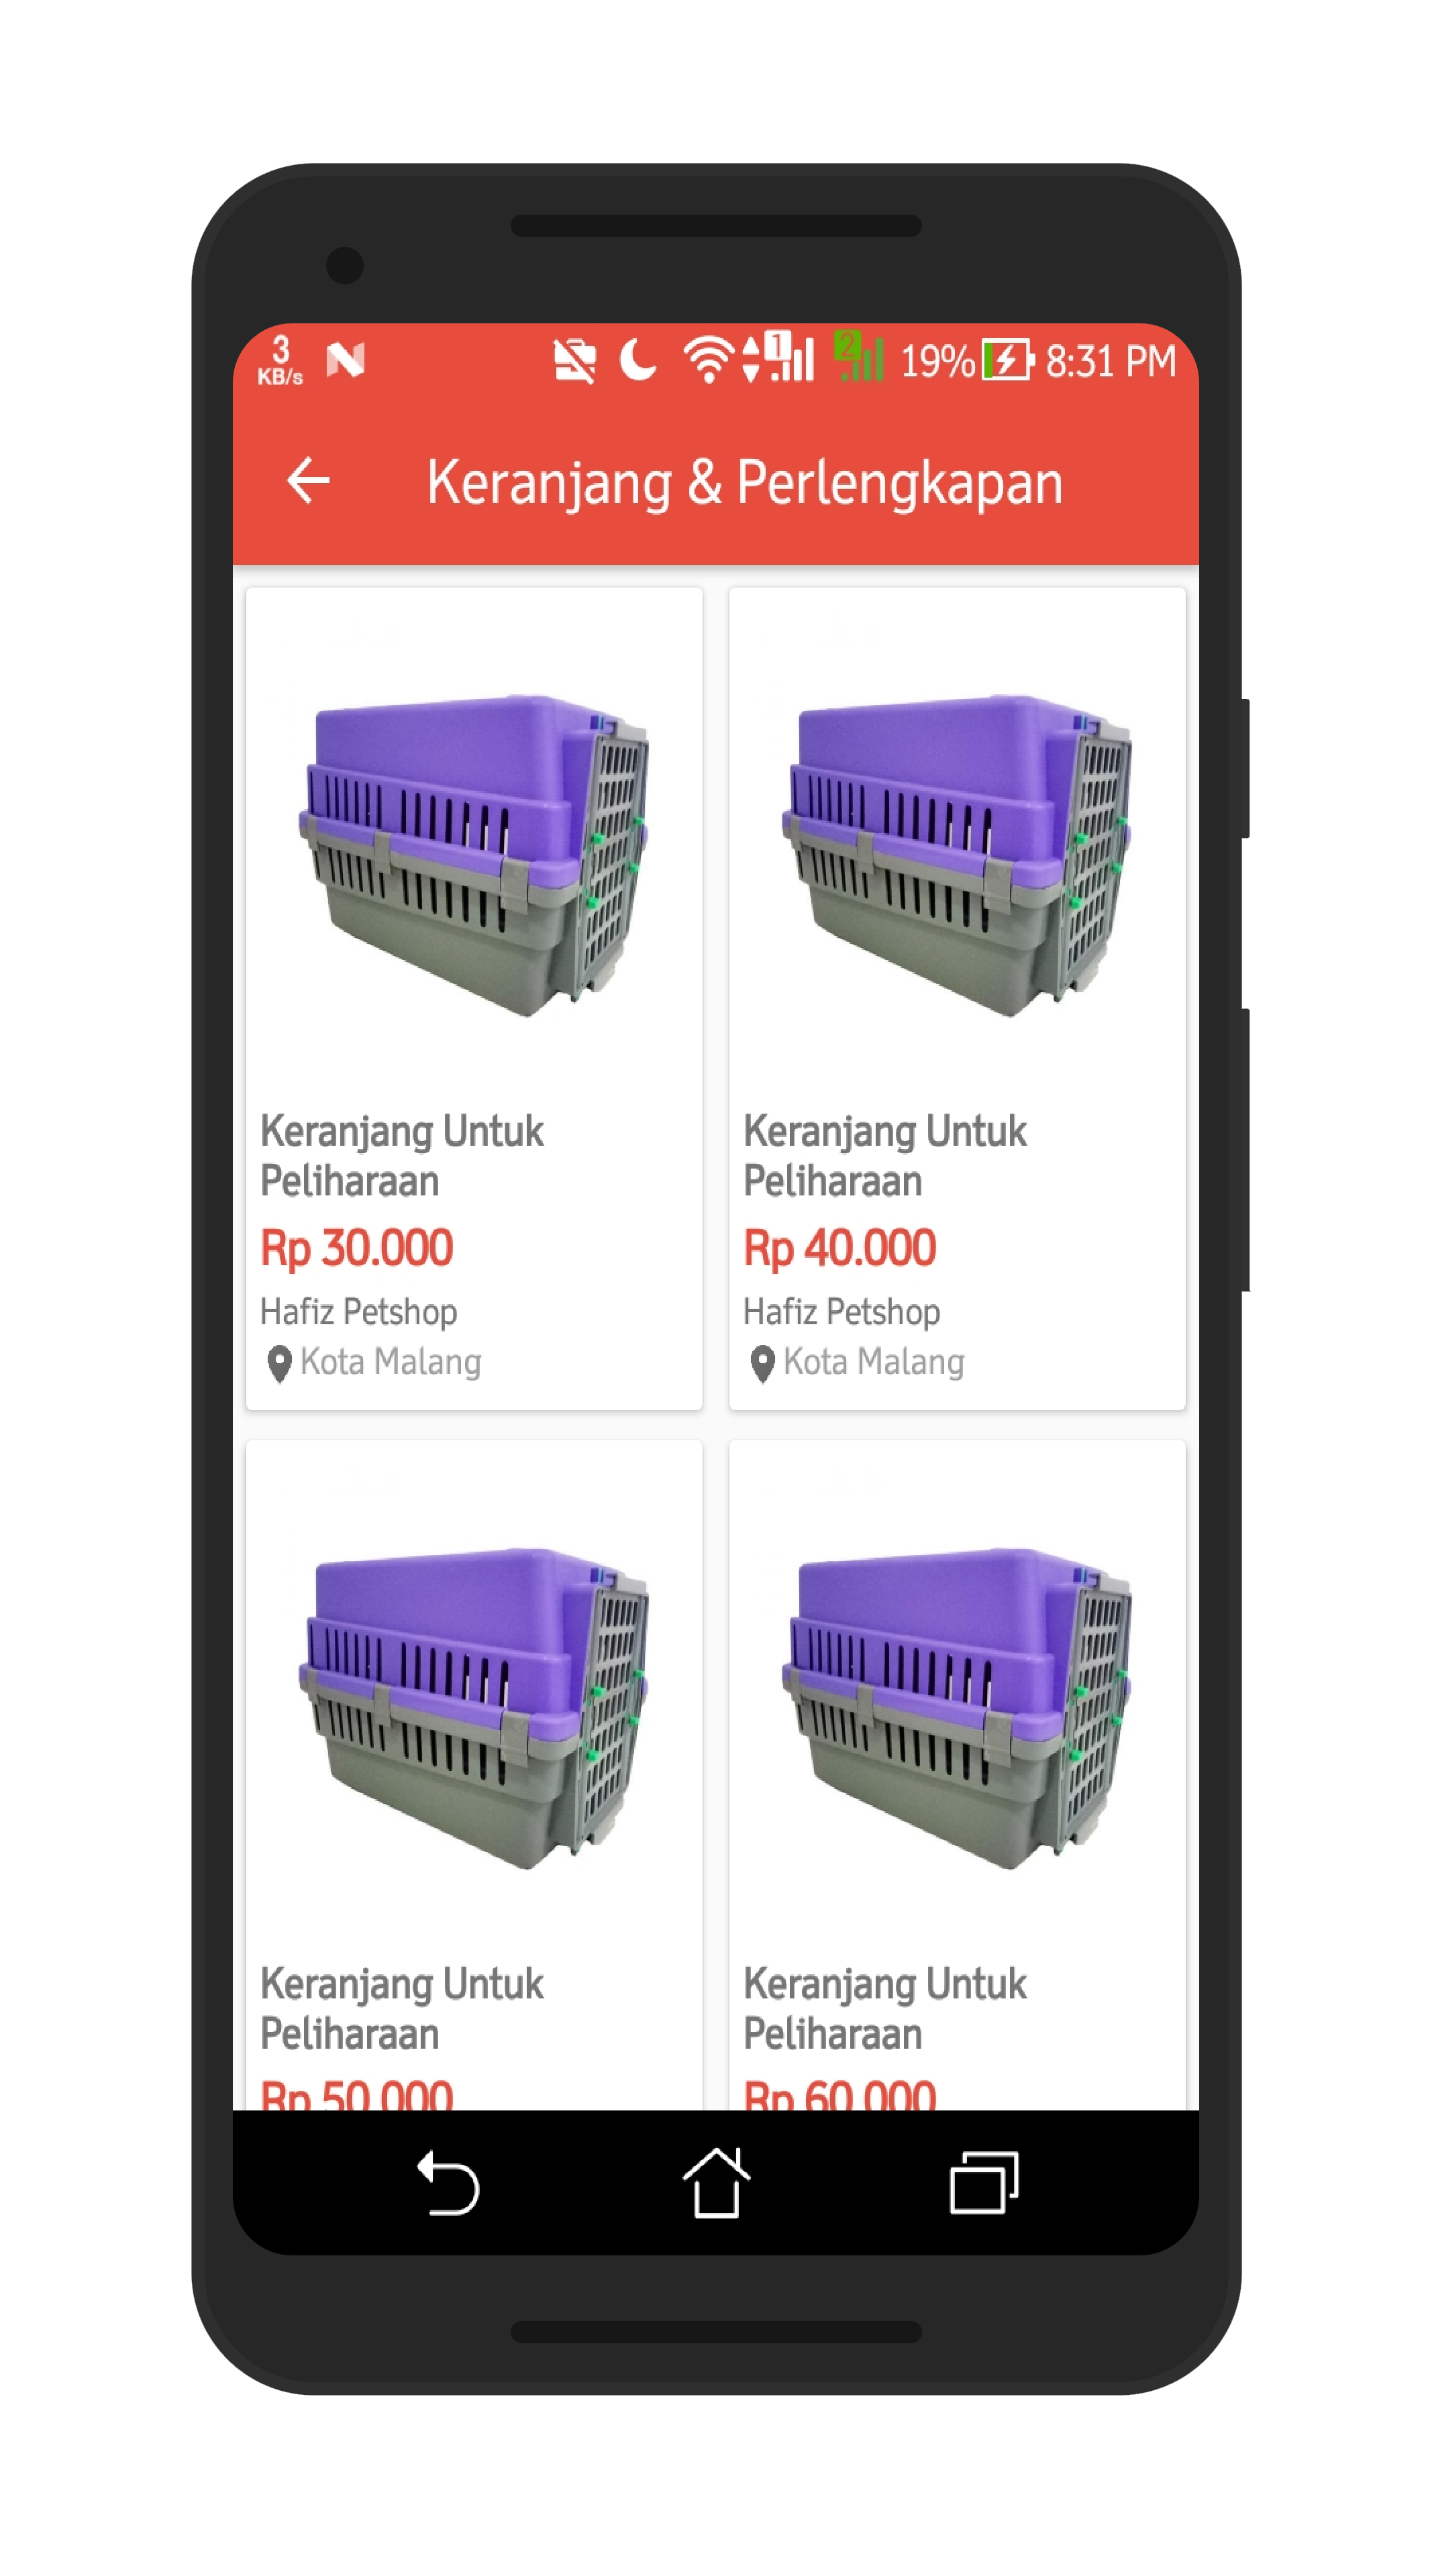 3
KB/s
1
2
19%
8:31 PM
Keranjang & Perlengkapan
Keranjang Untuk
Peliharaan
Rp 30.000
Hafiz Petshop
Kota Malang
Keranjang Untuk
Peliharaan
Rp 40.000
Hafiz Petshop
Kota Malang
Keranjang Untuk
Peliharaan
Rp 50.000
Keranjang Untuk
Peliharaan
Rp 60.000